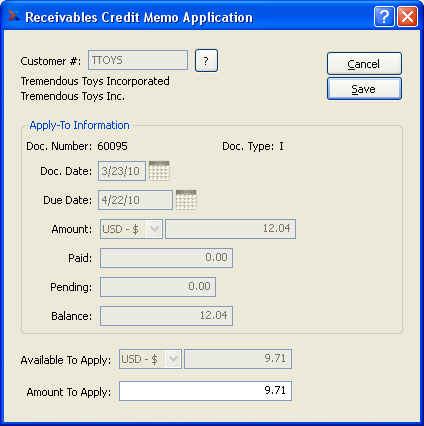 Receivables Credit Memo Application
?
Customer #: TTOYS ?
Cancel
Tremendous Toys Incorporated
Save
Tremendous Toys Inc.
Apply-To Information
Doc. Number: 60095 Doc. Type: I
Doc. Date: 3/23/10
Due Date: 4/22/10
Amount: USD - $ 12.04
Paid: 0.00
Pending: 0.00
Balance: 12.04
Available To Apply: USD - $ 9.71
Amount To Apply: 9.71